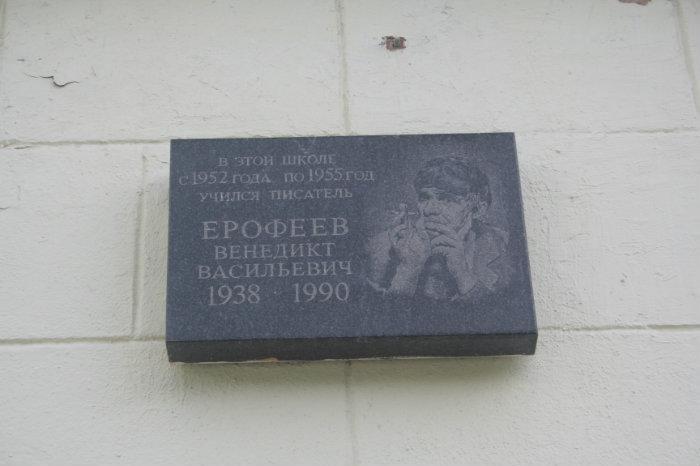 В ЭТОЙ ШКОЛЕ
С 1952 ГОДА ПО 1955 ГОД
УЧИЛСЯ ПИСАТЕЛЬ
ЕРОФЕЕВ
ВЕНЕДИКТ
ВАСИЛЬЕВИЧ
1938 · 1990